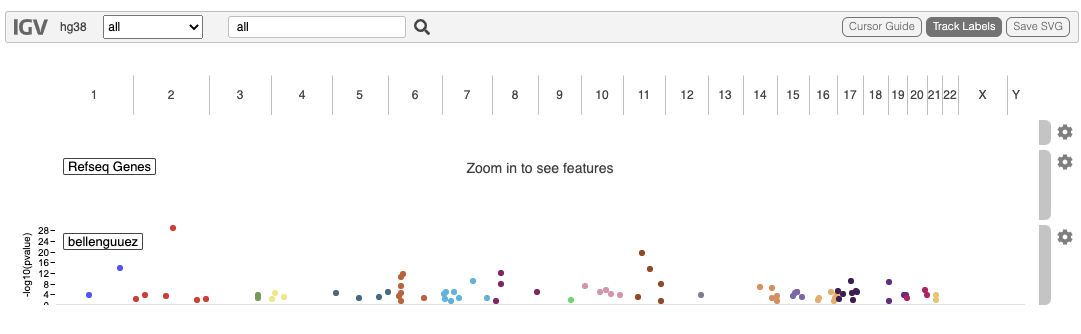 IGV hg38 all all Cursor Guide Track Labels Save SVG
1 2 3 4 5 6 7 8 9 10 11 12 13 14 15 16 17 18 19 20 21 22 X Y
Refseq Genes Zoom in to see features
bellenguuez
-log10(pvalue)
28
24
20
16
12
8
4